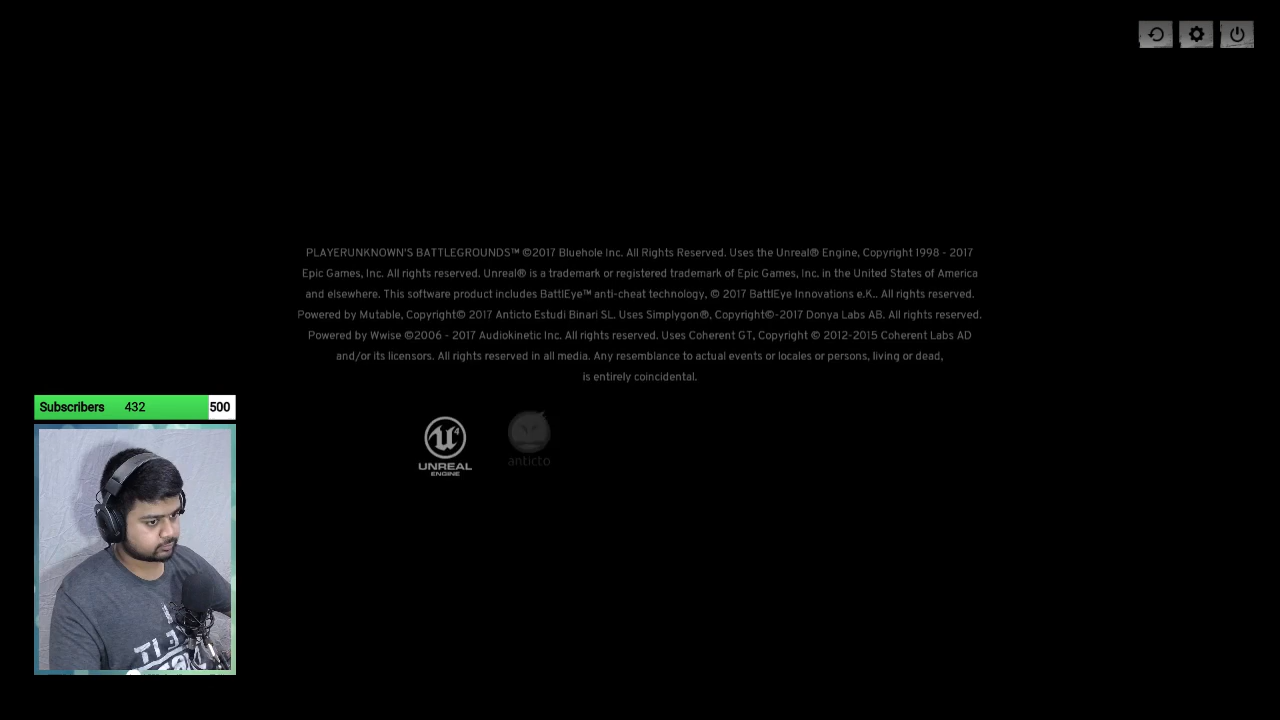 PLAYERUNKNOWN'S BATTLEGROUNDS™ ©2017 Bluehole Inc. All Rights Reserved. Uses the Unreal® Engine, Copyright 1998 - 2017
Epic Games, Inc. All rights reserved. Unreal® is a trademark or registered trademark of Epic Games, Inc. in the United States of America
and elsewhere. This software product includes BattlEye™ anti-cheat technology, © 2017 BattlEye Innovations e.K.. All rights reserved.
Powered by Mutable, Copyright© 2017 Anticto Estudi Binari SL. Uses Simplygon®, Copyright©-2017 Donya Labs AB. All rights reserved.
Powered by Wwise ©2006 - 2017 Audiokinetic Inc. All rights reserved. Uses Coherent GT, Copyright © 2012-2015 Coherent Labs AD
and/or its licensors. All rights reserved in all media. Any resemblance to actual events or locales or persons, living or dead,
is entirely coincidental.
Subscribers 432 500
UNREAL
ENGINE
anticto